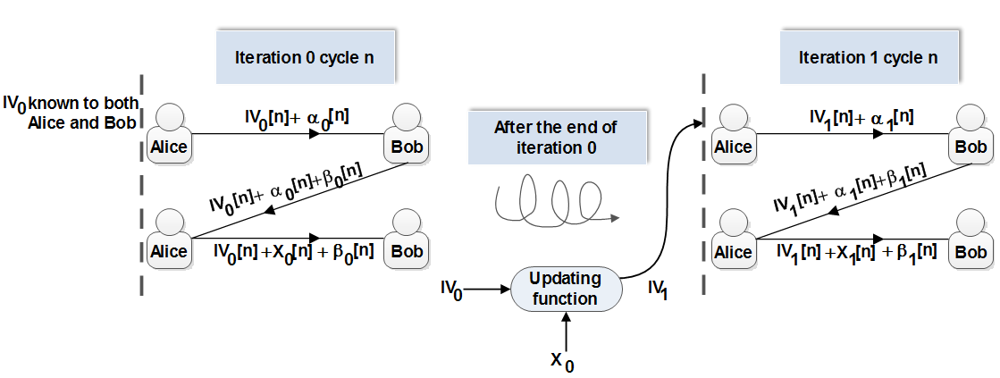 Iteration 0 cycle n
IV0 known to both
Alice and Bob
IV0[n]+ α0[n]
Alice
Bob
IV0[n]+ α0[n]+β0[n]
Alice
IV0[n]+X0[n]+ β0[n]
Bob
After the end of
iteration 0
IV0
Updating
function
IV1
X0
Iteration 1 cycle n
IV1[n]+ α1[n]
Alice
Bob
IV1[n]+ α1[n]+β1[n]
Alice
IV1[n]+X1[n]+β1[n]
Bob